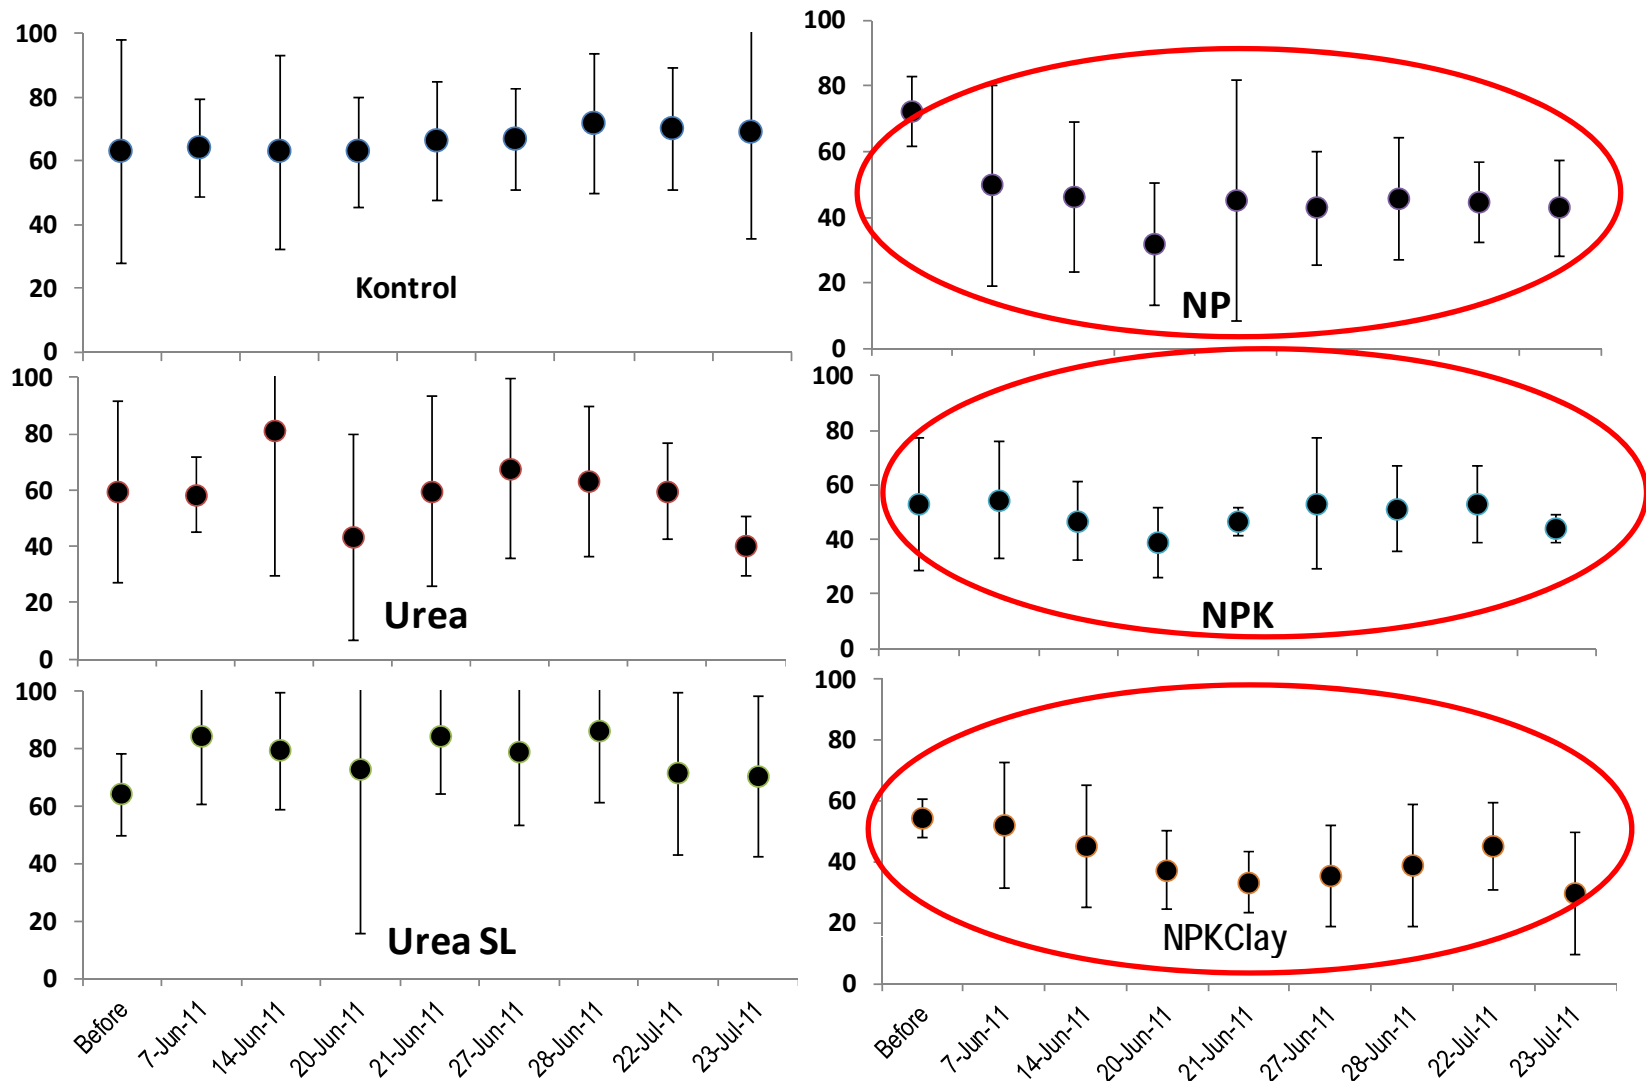 100
80
60
40
20
0
Kontrol
100
80
60
40
20
0
NP
100
80
60
40
20
0
Urea
100
80
60
40
20
0
NPK
100
80
60
40
20
0
Urea SL
Before
7-Jun-11
14-Jun-11
20-Jun-11
21-Jun-11
27-Jun-11
28-Jun-11
22-Jul-11
23-Jul-11
100
80
60
40
20
0
NPKClay
Before
7-Jun-11
14-Jun-11
20-Jun-11
21-Jun-11
27-Jun-11
28-Jun-11
22-Jul-11
23-Jul-11